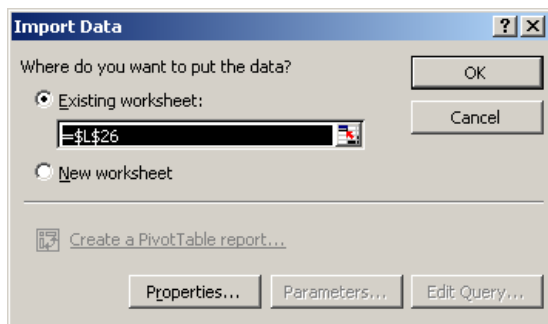 Import Data
Where do you want to put the data?
Existing worksheet:
=$L$26
New worksheet
Create a PivotTable report...
OK
Cancel
Properties... Parameters... Edit Query...